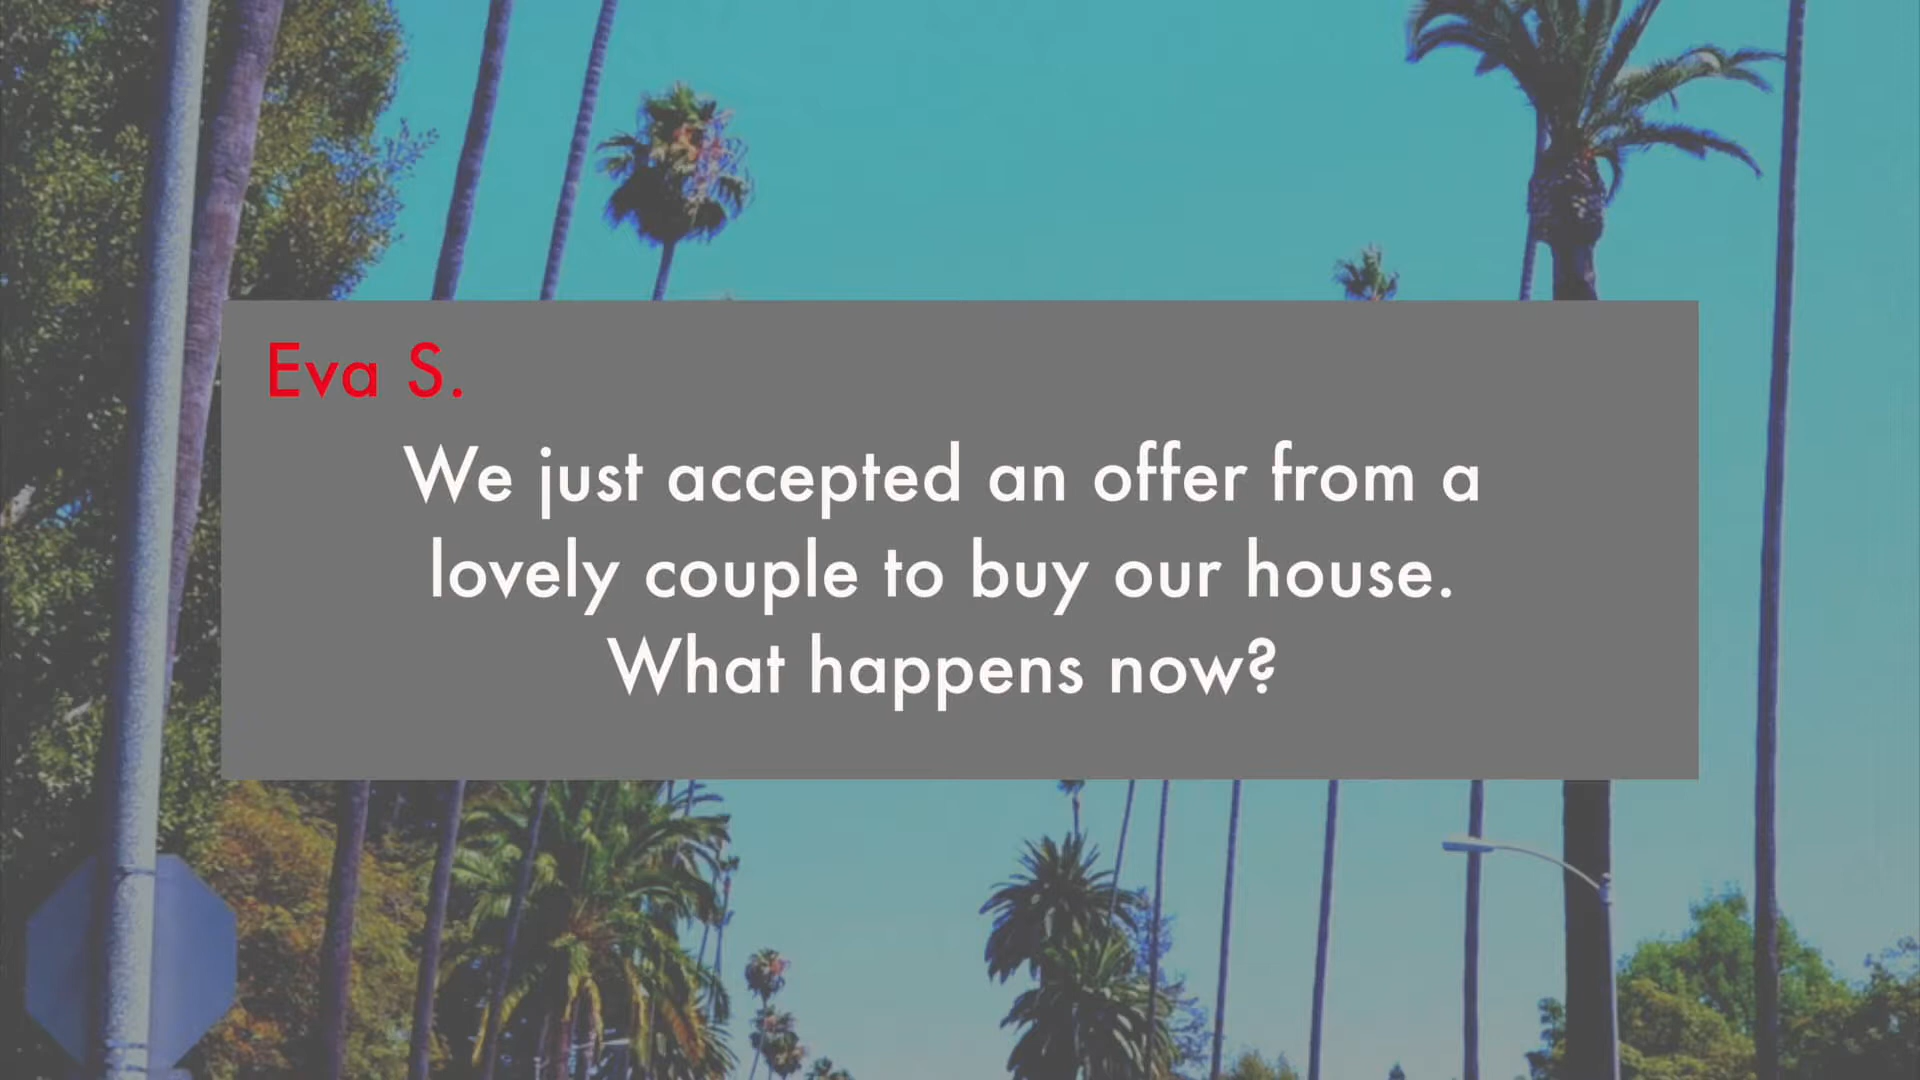 Eva S.
We just accepted an offer from a
lovely couple to buy our house.
What happens now?